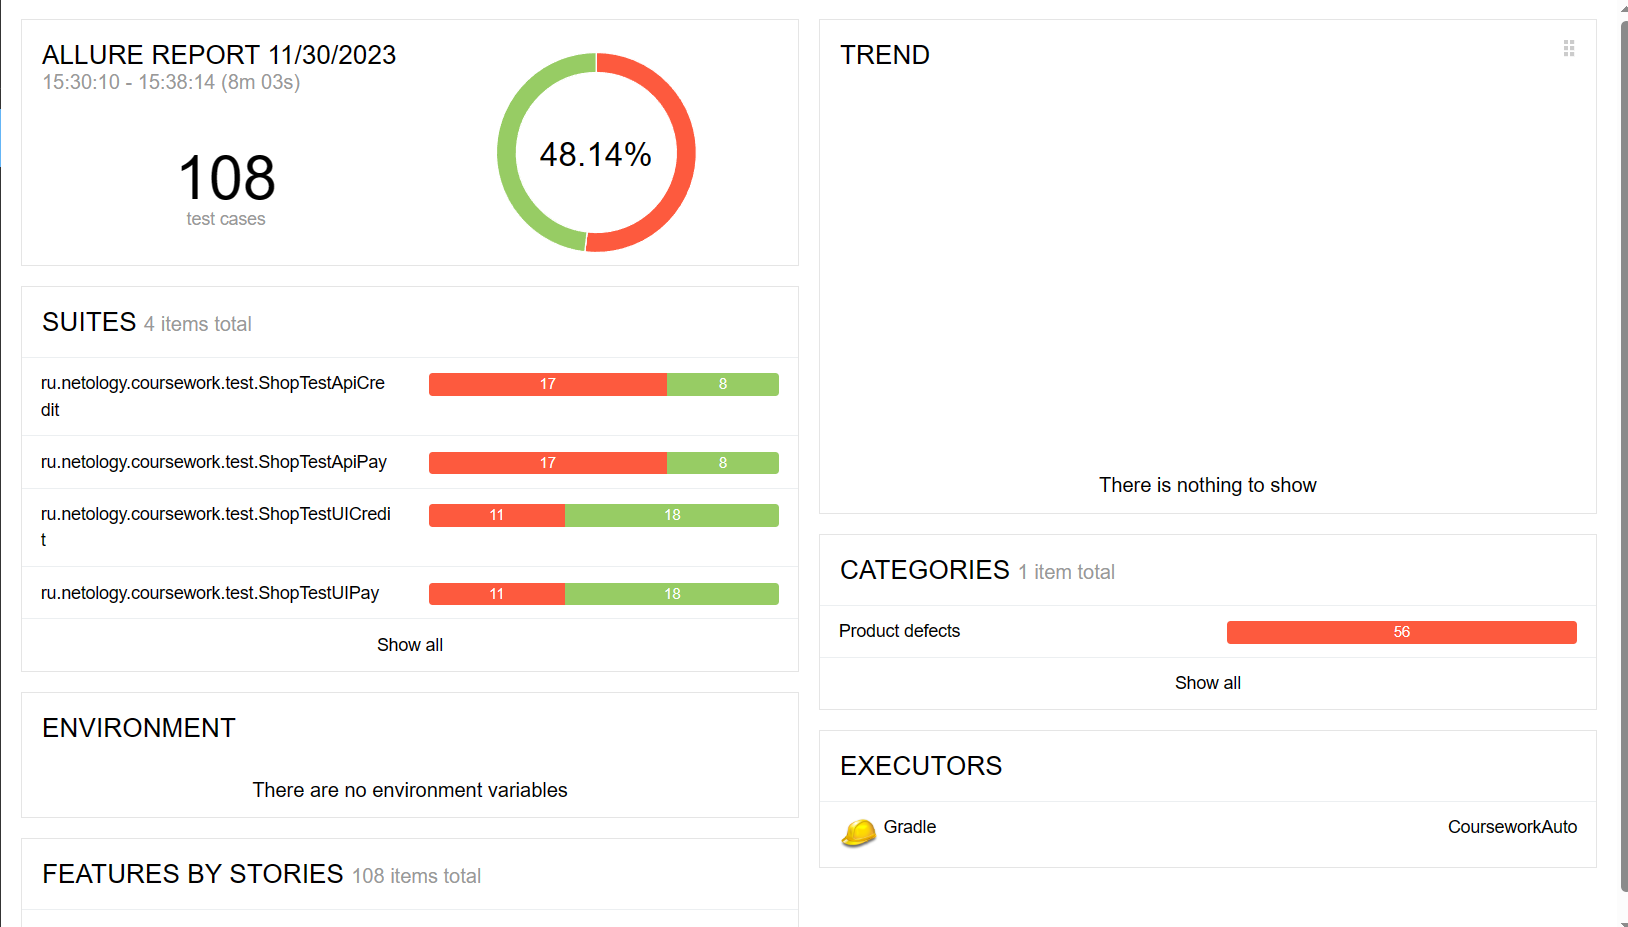 ALLURE REPORT 11/30/2023
15:30:10 - 15:38:14 (8m 03s)
108
test cases
48.14%
SUITES 4 items total
ru.netology.coursework.test.ShopTestApiCre
dit
17 8
ru.netology.coursework.test.ShopTestApiPay
17 8
ru.netology.coursework.test.ShopTestUICredi
t
11 18
ru.netology.coursework.test.ShopTestUIPay
11 18
Show all
ENVIRONMENT
There are no environment variables
FEATURES BY STORIES 108 items total
TREND
There is nothing to show
CATEGORIES 1 item total
Product defects 56
Show all
EXECUTORS
Gradle CourseworkAuto